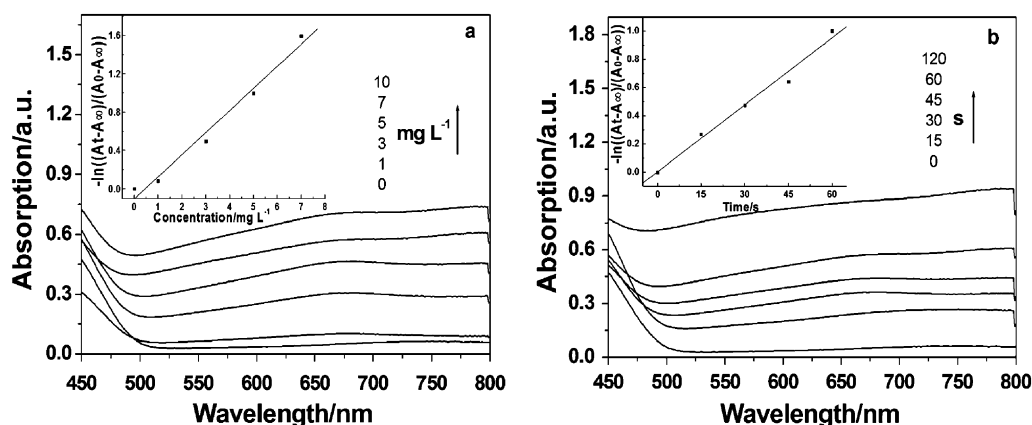 a
-ln((At-A∞)/(A0-A∞))
1.6
1.2
0.8
0.4
0.0
0 1 2 3 4 5 6 7 8
Concentration/mg L-1
10
7
5
3
1
0
mg L-1
Absorption/a.u.
1.5
1.2
0.9
0.6
0.3
0.0
450 500 550 600 650 700 750 800
Wavelength/nm
b
-ln((At-A∞)/(A0-A∞))
1.0
0.8
0.6
0.4
0.2
0.0
0 15 30 45 60
Time/s
120
60
45
30
15
0
s
Absorption/a.u.
1.8
1.5
1.2
0.9
0.6
0.3
0.0
450 500 550 600 650 700 750 800
Wavelength/nm